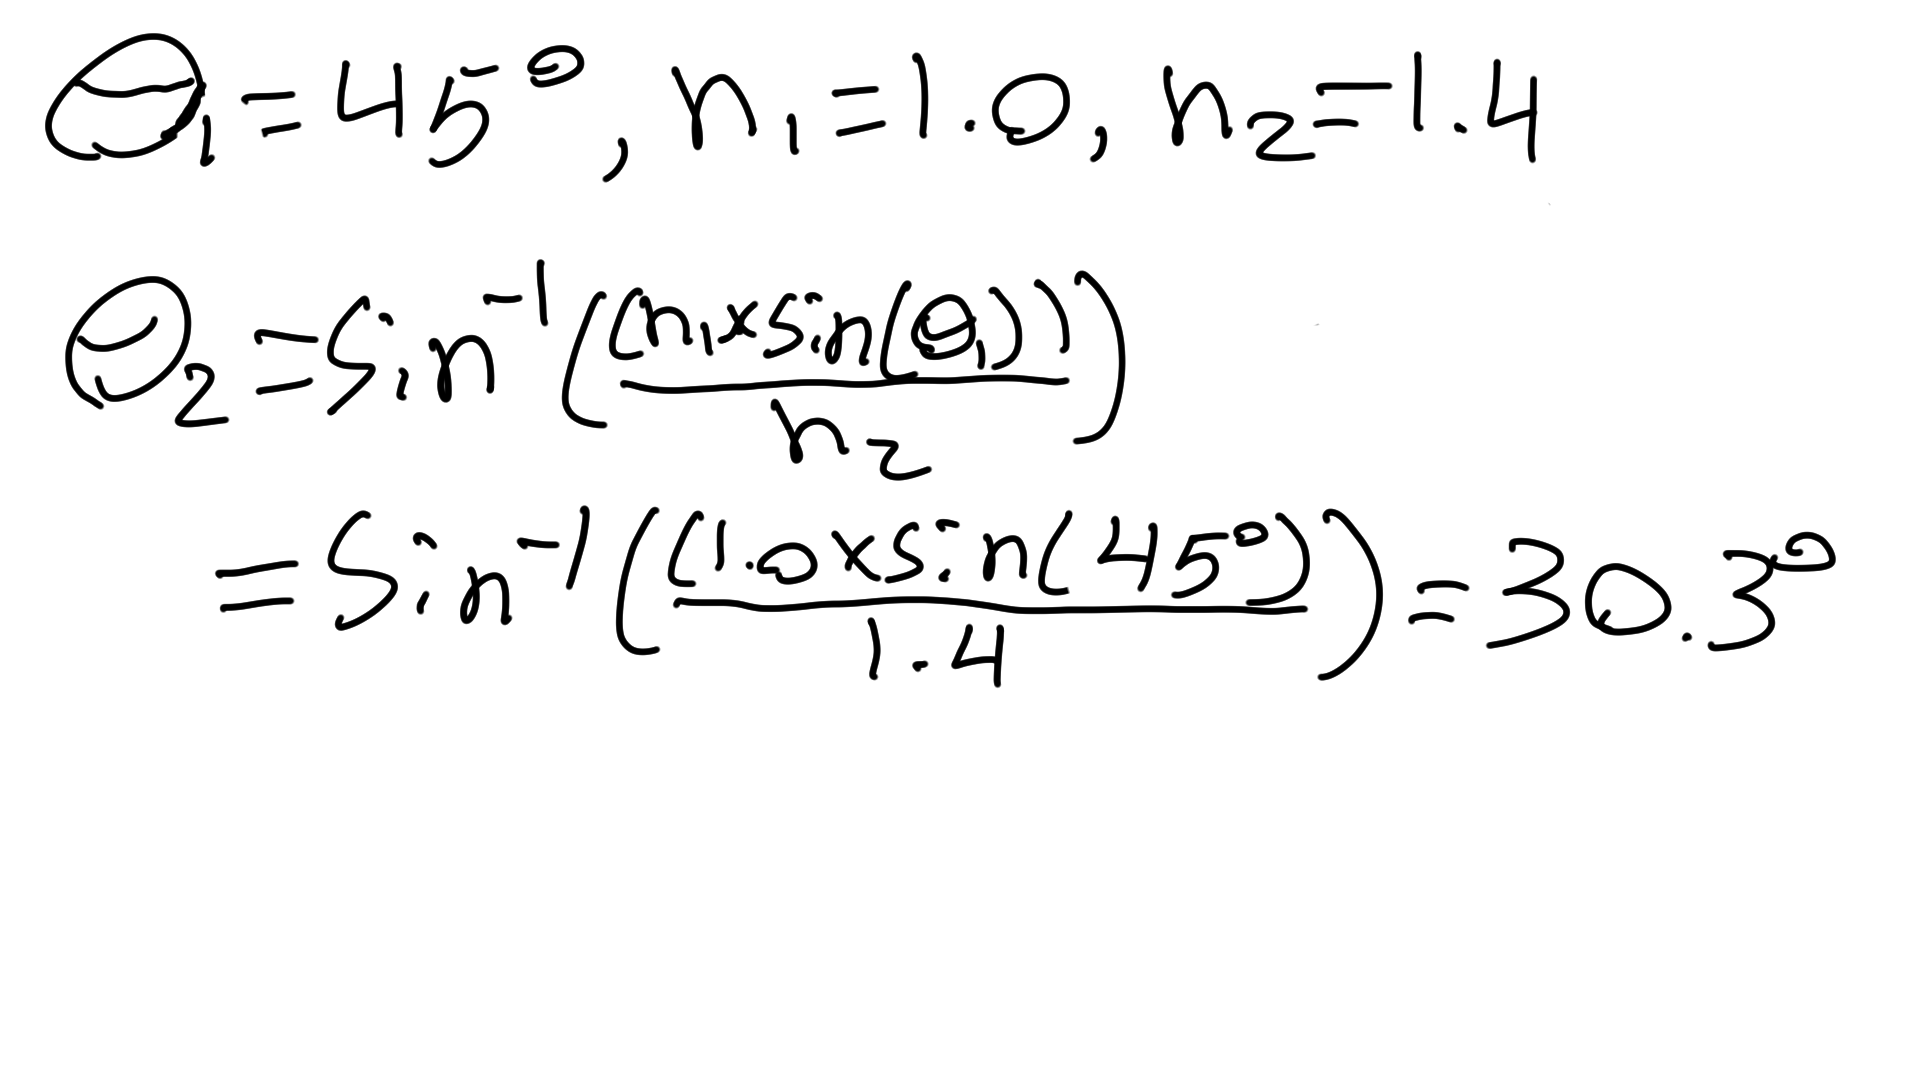 θ₁ = 45°, n₁ = 1.0, n₂ = 1.4
θ₂ = sin⁻¹((n₁×sin(θ₁))/n₂)
= sin⁻¹((1.0×sin(45°)/1.4) = 30.3°